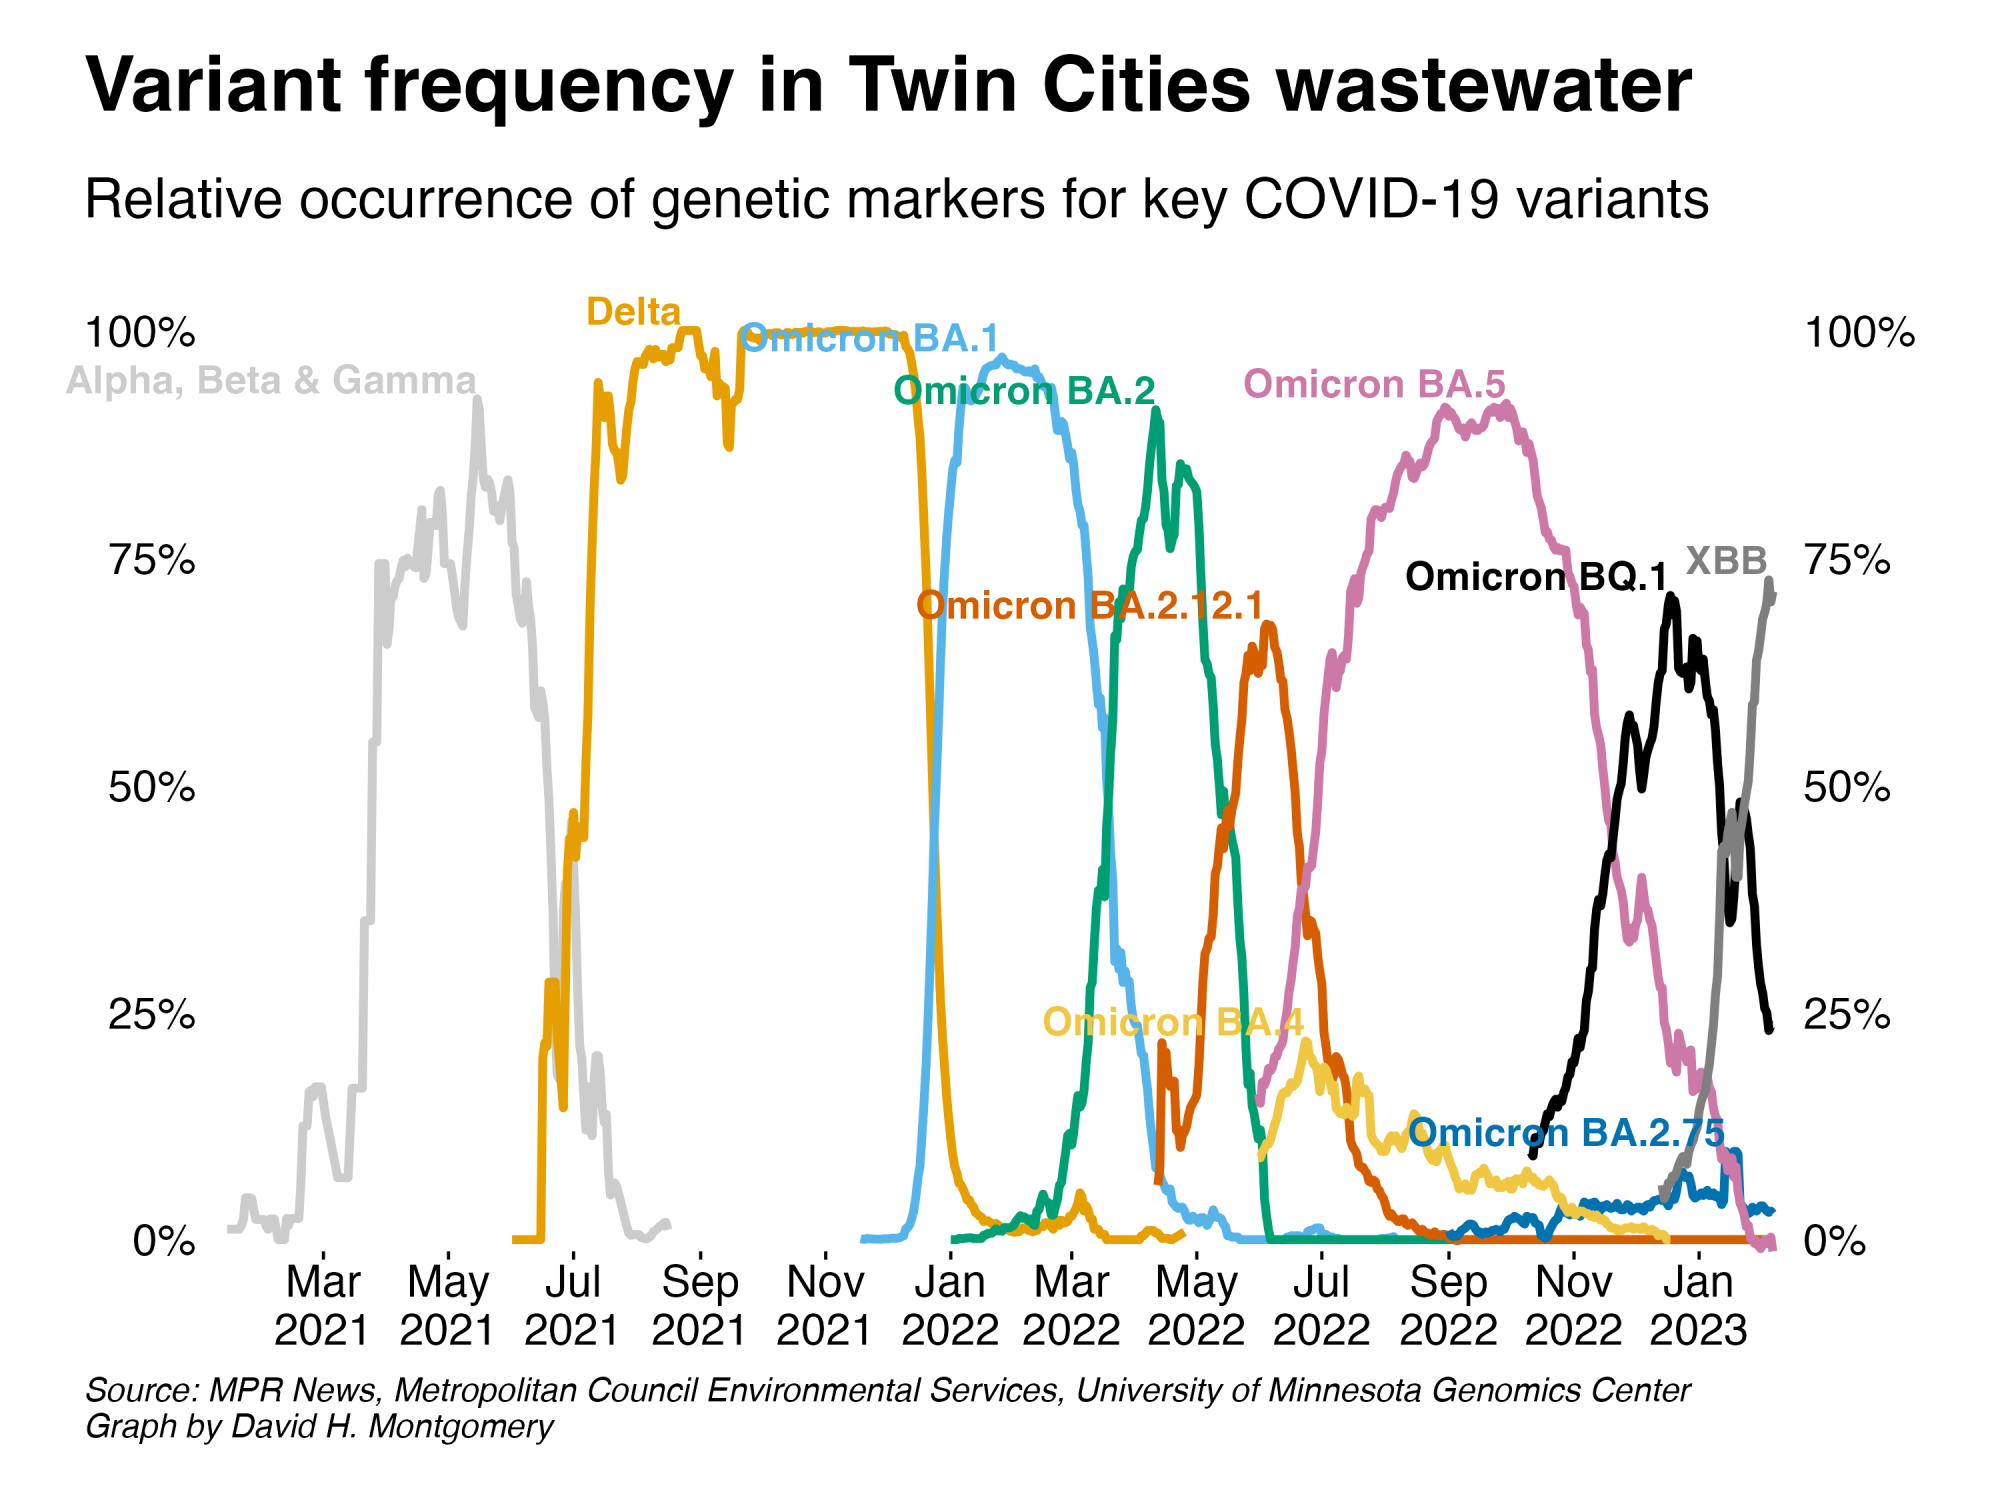 Variant frequency in Twin Cities wastewater
Relative occurrence of genetic markers for key COVID-19 variants
Delta
100%
Omicron BA.1
100%
Alpha, Beta & Gamma
Omicron BA.2
Omicron BA.5
75%
Omicron BQ.1
XBB
75%
Omicron BA.2.12.1
50%
50%
25%
Omicron BA.4
25%
Omicron BA.2.75
0%
0%
Mar May Jul Sep Nov Jan Mar May Jul Sep Nov Jan
2021 2021 2021 2021 2021 2022 2022 2022 2022 2022 2022 2023
Source: MPR News, Metropolitan Council Environmental Services, University of Minnesota Genomics Center
Graph by David H. Montgomery